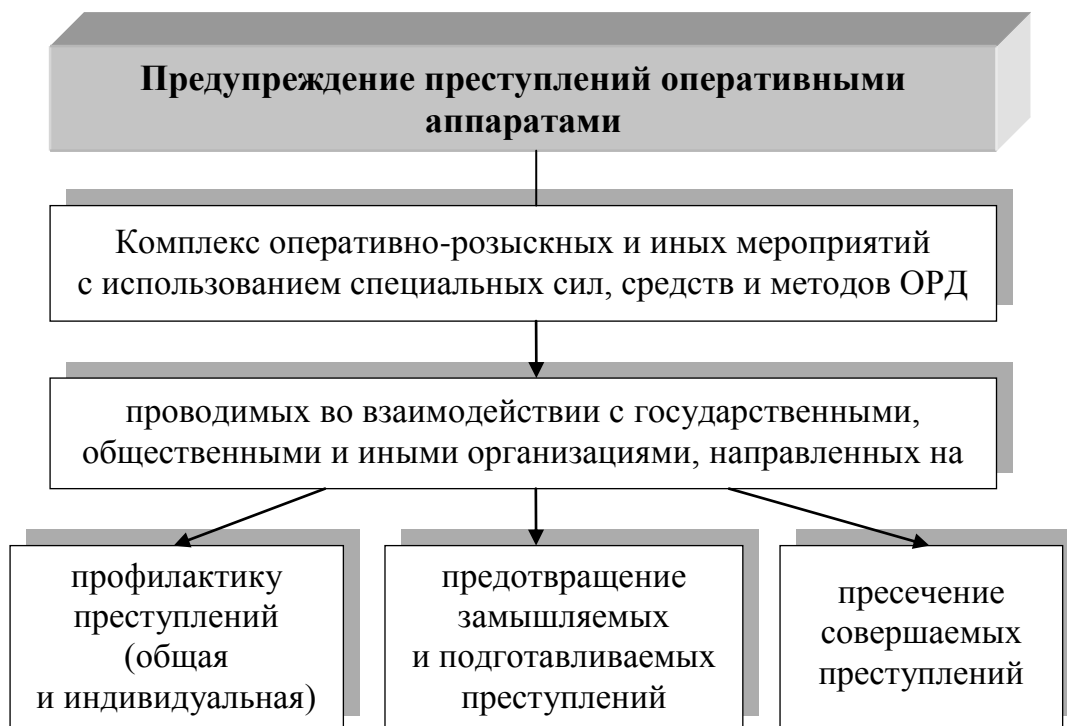 Предупреждение преступлений оперативными
аппаратами
Комплекс оперативно-розыскных и иных мероприятий
с использованием специальных сил, средств и методов ОРД
проводимых во взаимодействии с государственными,
общественными и иными организациями, направленных на
профилактику
преступлений
(общая
и индивидуальная)
предотвращение
замышляемых
и подготавливаемых
преступлений
пресечение
совершаемых
преступлений